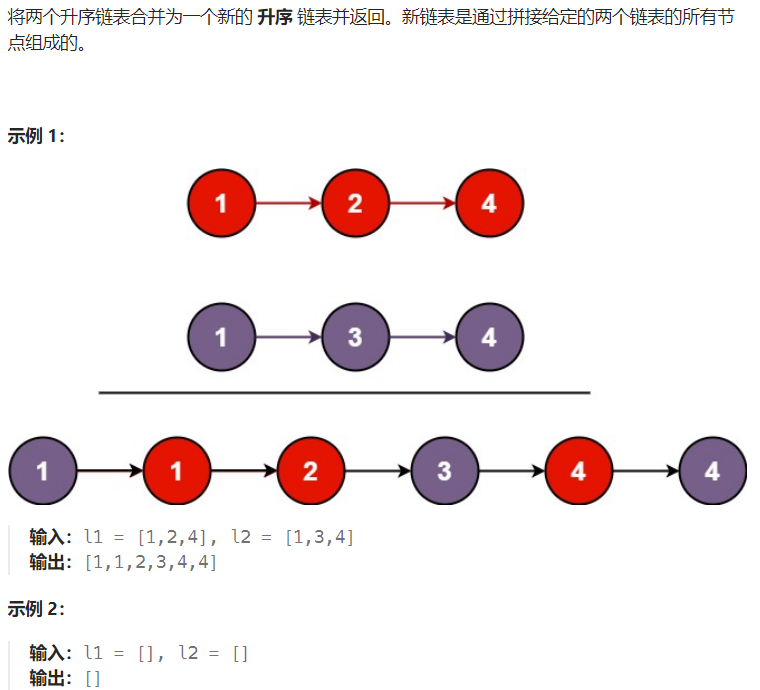 将两个升序链表合并为一个新的 升序 链表并返回。新链表是通过拼接给定的两个链表的所有节
点组成的。
示例 1：
1 2 4
1 3 4
1 1 2 3 4 4
输入：l1 = [1,2,4], l2 = [1,3,4]
输出：[1,1,2,3,4,4]
示例 2：
输入：l1 = [], l2 = []
输出：[]